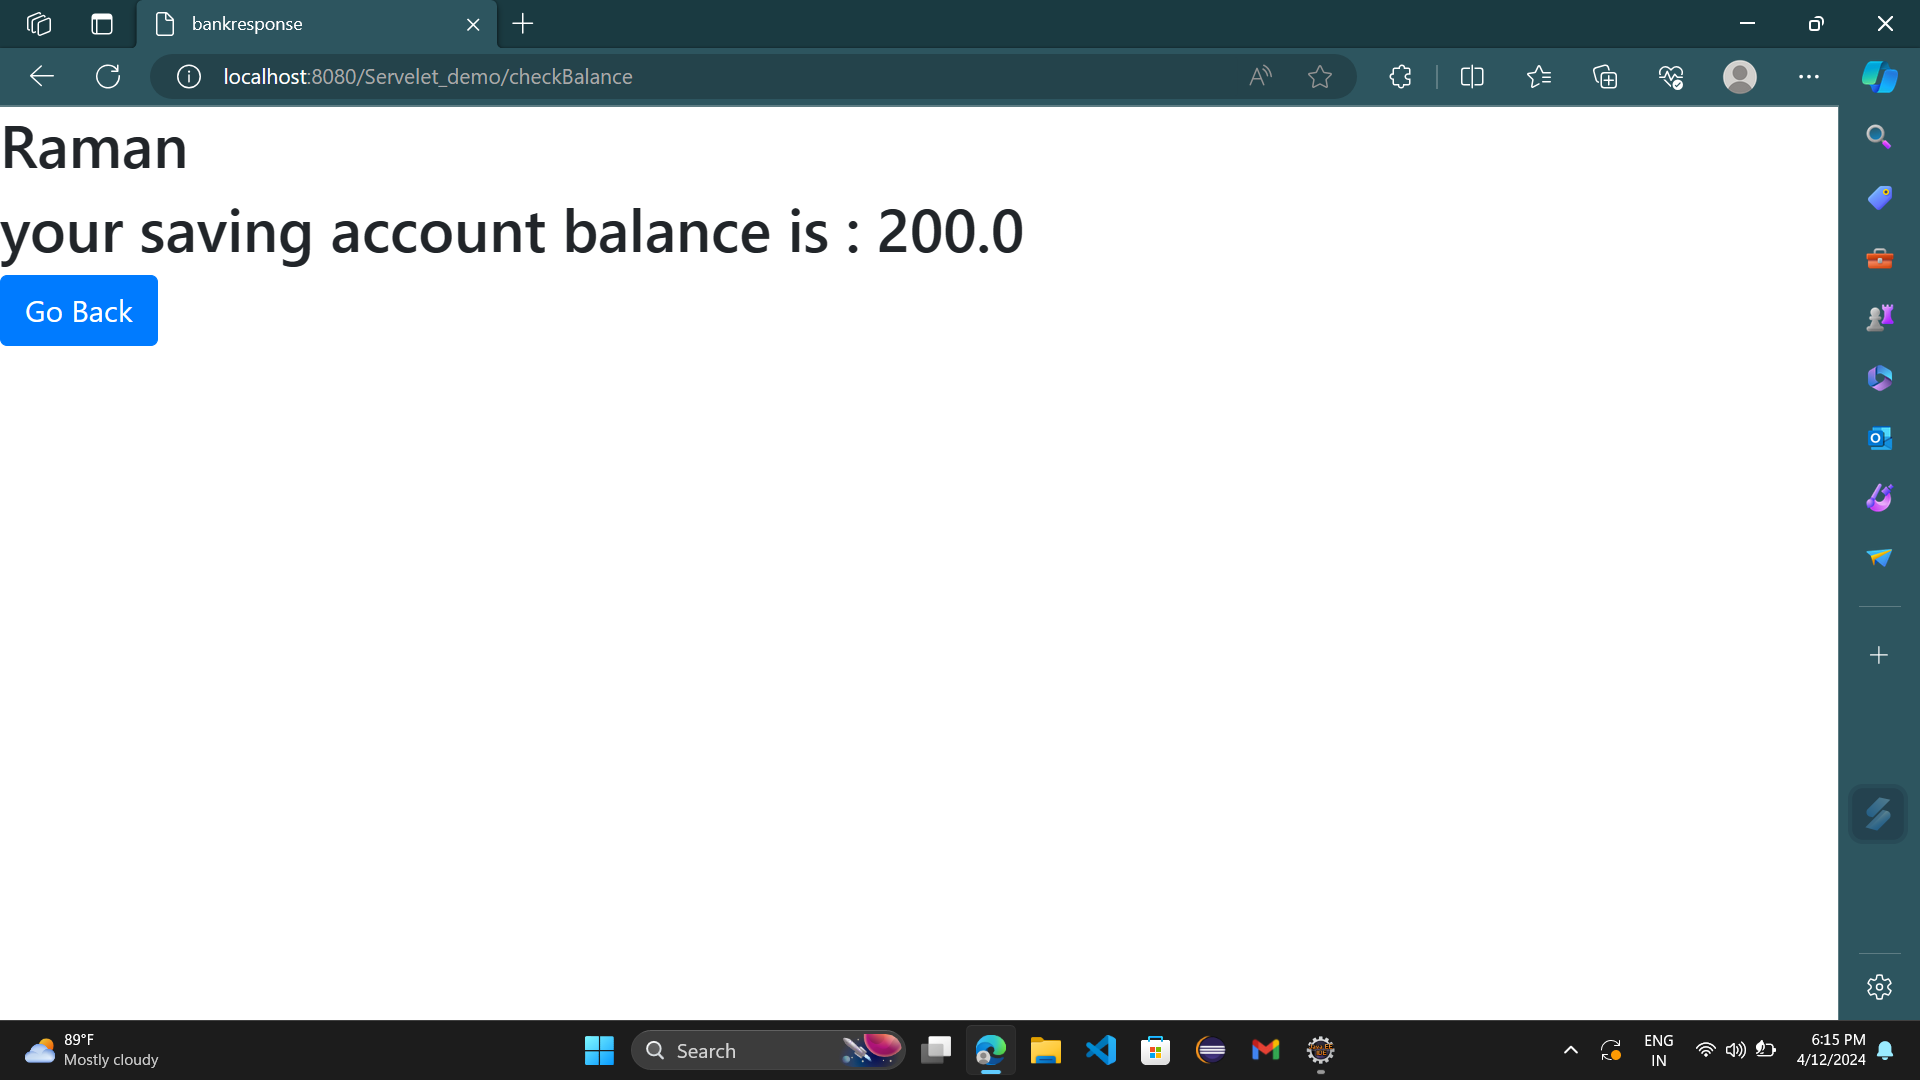 bankresponse
localhost:8080/Servelet_demo/checkBalance
Raman
your saving account balance is : 200.0
Go Back
89°F
Mostly cloudy
Search
ENG
IN
6:15 PM
4/12/2024